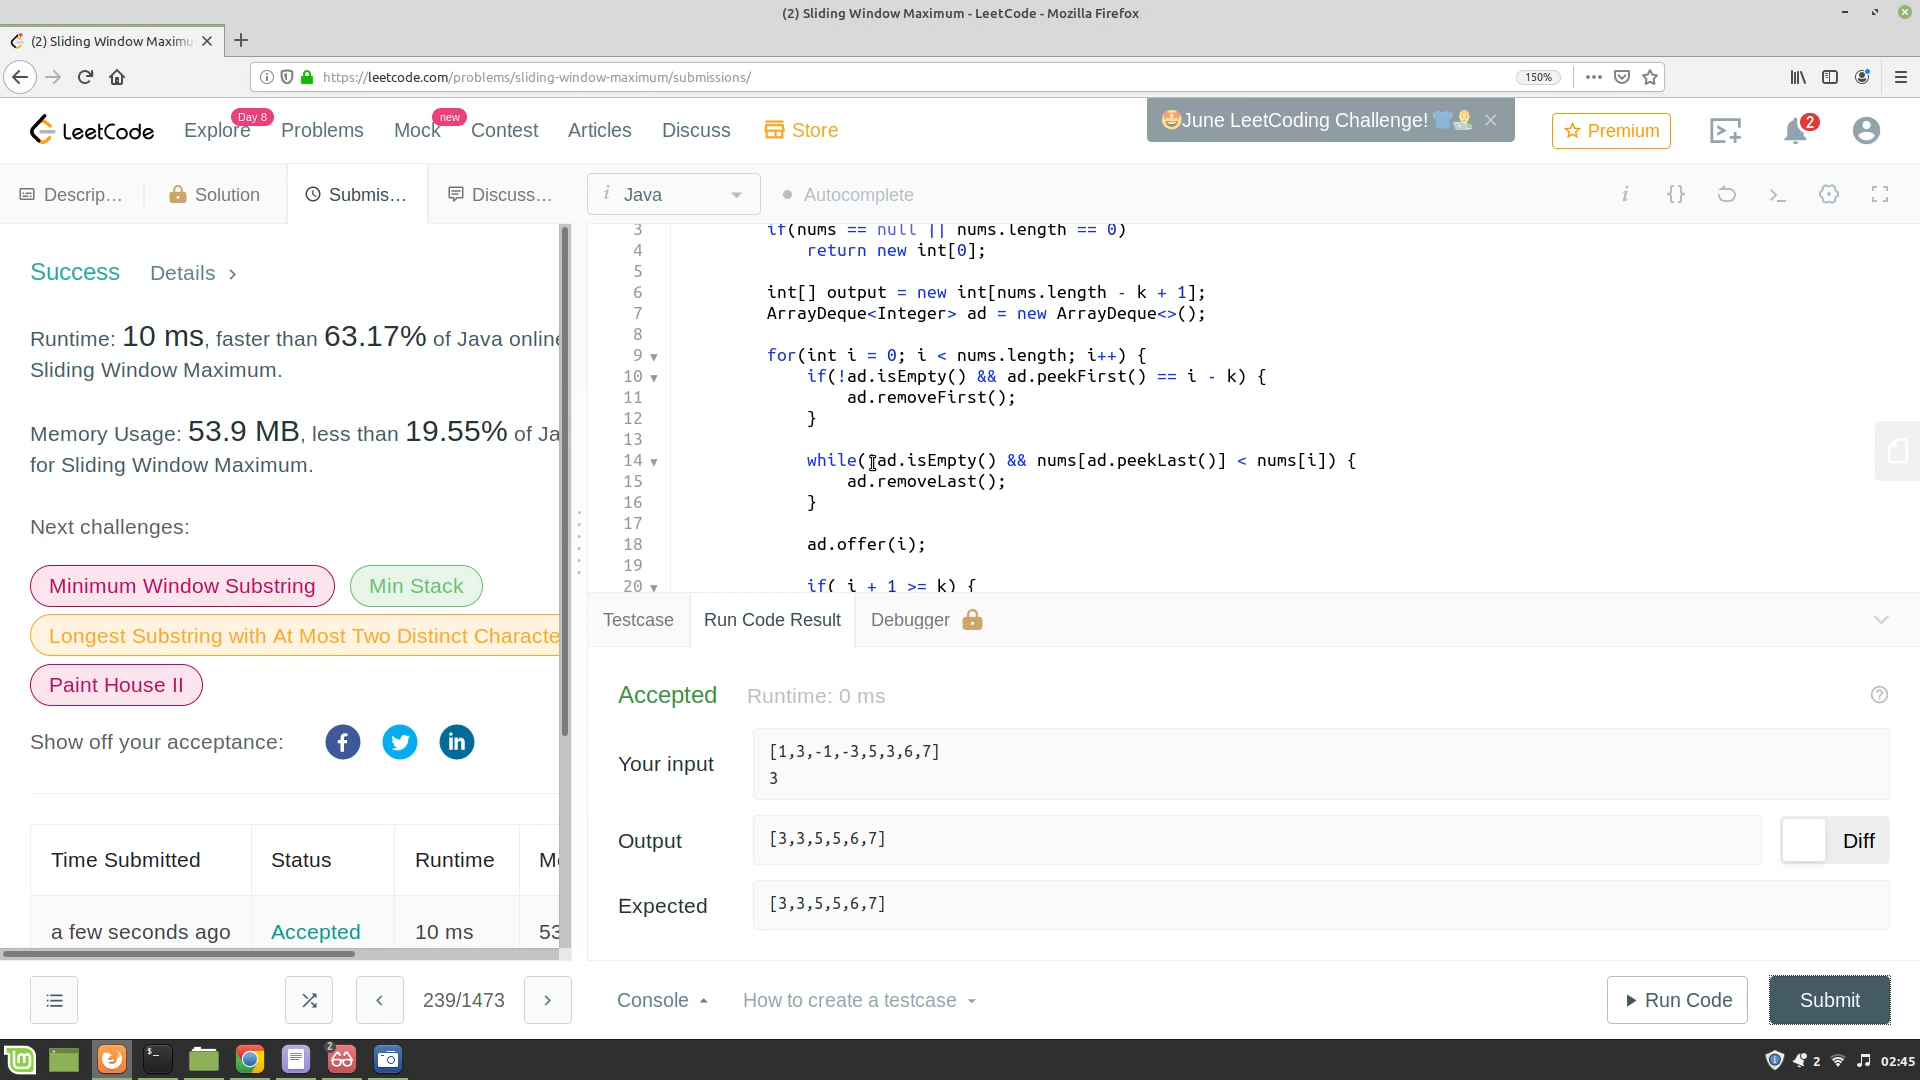 (2) Sliding Window Maximum - LeetCode - Mozilla Firefox
(2) Sliding Window Maximu
https://leetcode.com/problems/sliding-window-maximum/submissions/
150%
LeetCode
Explore
Day 8
Problems
Mock
new
Contest
Articles
Discuss
Store
June LeetCoding Challenge!
Premium
2
Descrip...
Solution
Submis...
Discuss...
i Java
Autocomplete
Success
Details >
Runtime: 10 ms, faster than 63.17% of Java online
Sliding Window Maximum.
Memory Usage: 53.9 MB, less than 19.55% of Ja
for Sliding Window Maximum.
Next challenges:
Minimum Window Substring
Min Stack
Longest Substring with At Most Two Distinct Characte
Paint House II
Show off your acceptance:
Time Submitted Status Runtime M
a few seconds ago Accepted 10 ms 53
239/1473
3 if(nums == null || nums.length == 0)
4 return new int[0];
5
6 int[] output = new int[nums.length - k + 1];
7 ArrayDeque<Integer> ad = new ArrayDeque<>();
8
9 for(int i = 0; i < nums.length; i++) {
10 if(!ad.isEmpty() && ad.peekFirst() == i - k) {
11 ad.removeFirst();
12 }
13
14 while(!ad.isEmpty() && nums[ad.peekLast()] < nums[i]) {
15 ad.removeLast();
16 }
17
18 ad.offer(i);
19
20 if( i + 1 >= k) {
Testcase
Run Code Result
Debugger
Accepted
Runtime: 0 ms
Your input
[1,3,-1,-3,5,3,6,7]
3
Output
[3,3,5,5,6,7]
Diff
Expected
[3,3,5,5,6,7]
Console
How to create a testcase
Run Code
Submit
2
2
02:45